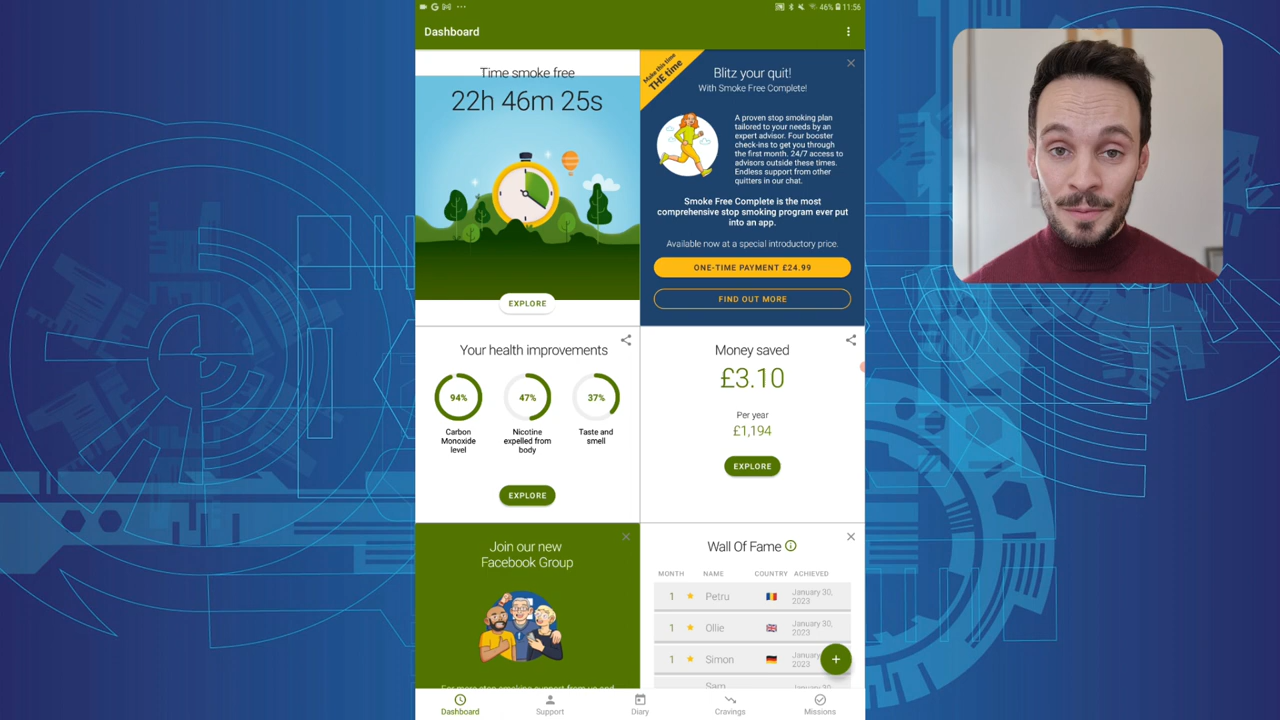 46% 11:56
Dashboard
Time smoke free
22h 46m 25s
EXPLORE
Make this time
THE time
Blitz your quit!
With Smoke Free Complete!
A proven stop smoking plan
tailored to your needs by an
expert advisor. Four booster
check-ins to get you through
the first month. 24/7 access to
advisors outside these times.
Endless support from other
quitters in our chat.
Smoke Free Complete is the most
comprehensive stop smoking program ever put
into an app.
Available now at a special introductory price.
ONE-TIME PAYMENT £24.99
FIND OUT MORE
Your health improvements
94%
47%
37%
Carbon
Monoxide
level
Nicotine
expelled from
body
Taste and
smell
EXPLORE
Money saved
£3.10
Per year
£1,194
EXPLORE
Join our new
Facebook Group
Wall Of Fame
MONTH NAME COUNTRY ACHIEVED
1 Petru January 30,
2023
1 Ollie January 30,
2023
1 Simon January 30,
2023
Sam
Dashboard
Support
Diary
Cravings
Missions